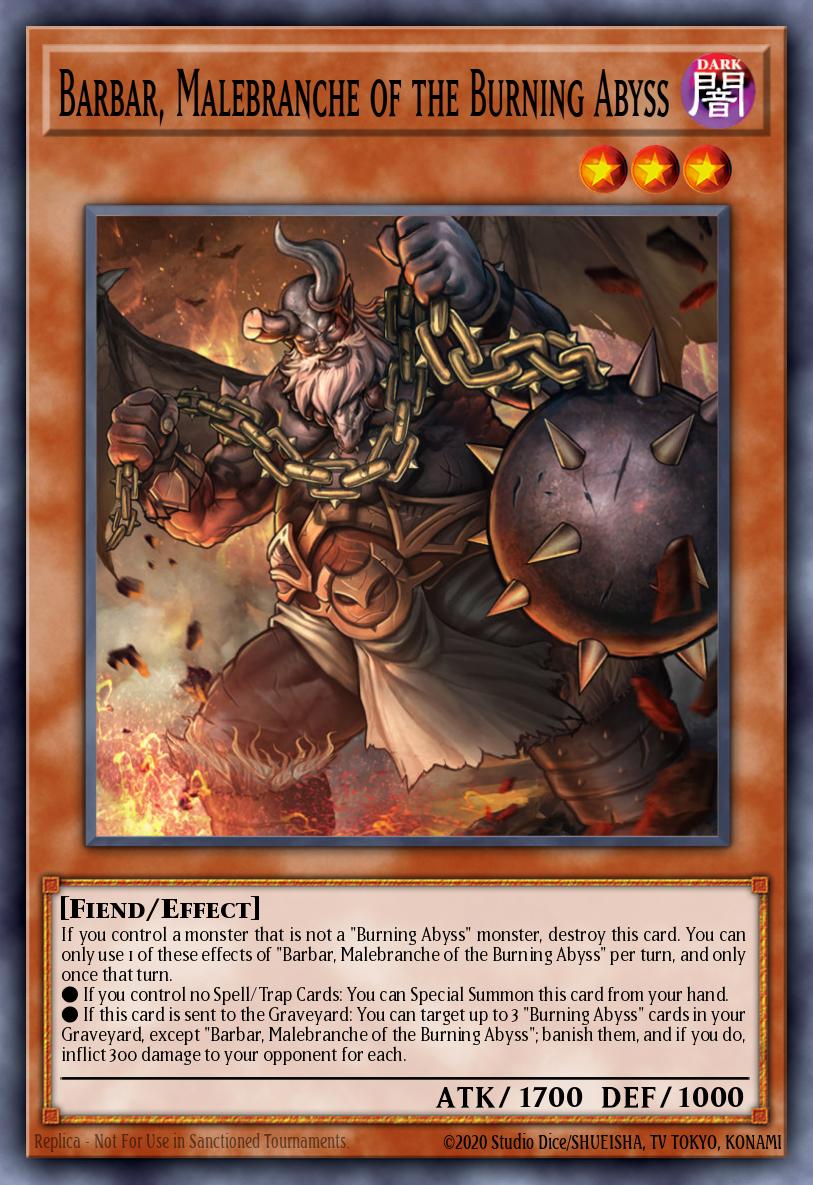 Barbar, Malebranche of the Burning Abyss
DARK
闇
[Fiend/Effect]
If you control a monster that is not a "Burning Abyss" monster, destroy this card. You can
only use 1 of these effects of "Barbar, Malebranche of the Burning Abyss" per turn, and only
once that turn.
● If you control no Spell/Trap Cards: You can Special Summon this card from your hand.
● If this card is sent to the Graveyard: You can target up to 3 "Burning Abyss" cards in your
Graveyard, except "Barbar, Malebranche of the Burning Abyss"; banish them, and if you do,
inflict 300 damage to your opponent for each.
ATK/1700 DEF/1000
Replica - Not For Use in Sanctioned Tournaments.
©2020 Studio Dice/SHUEISHA, TV TOKYO, KONAMI